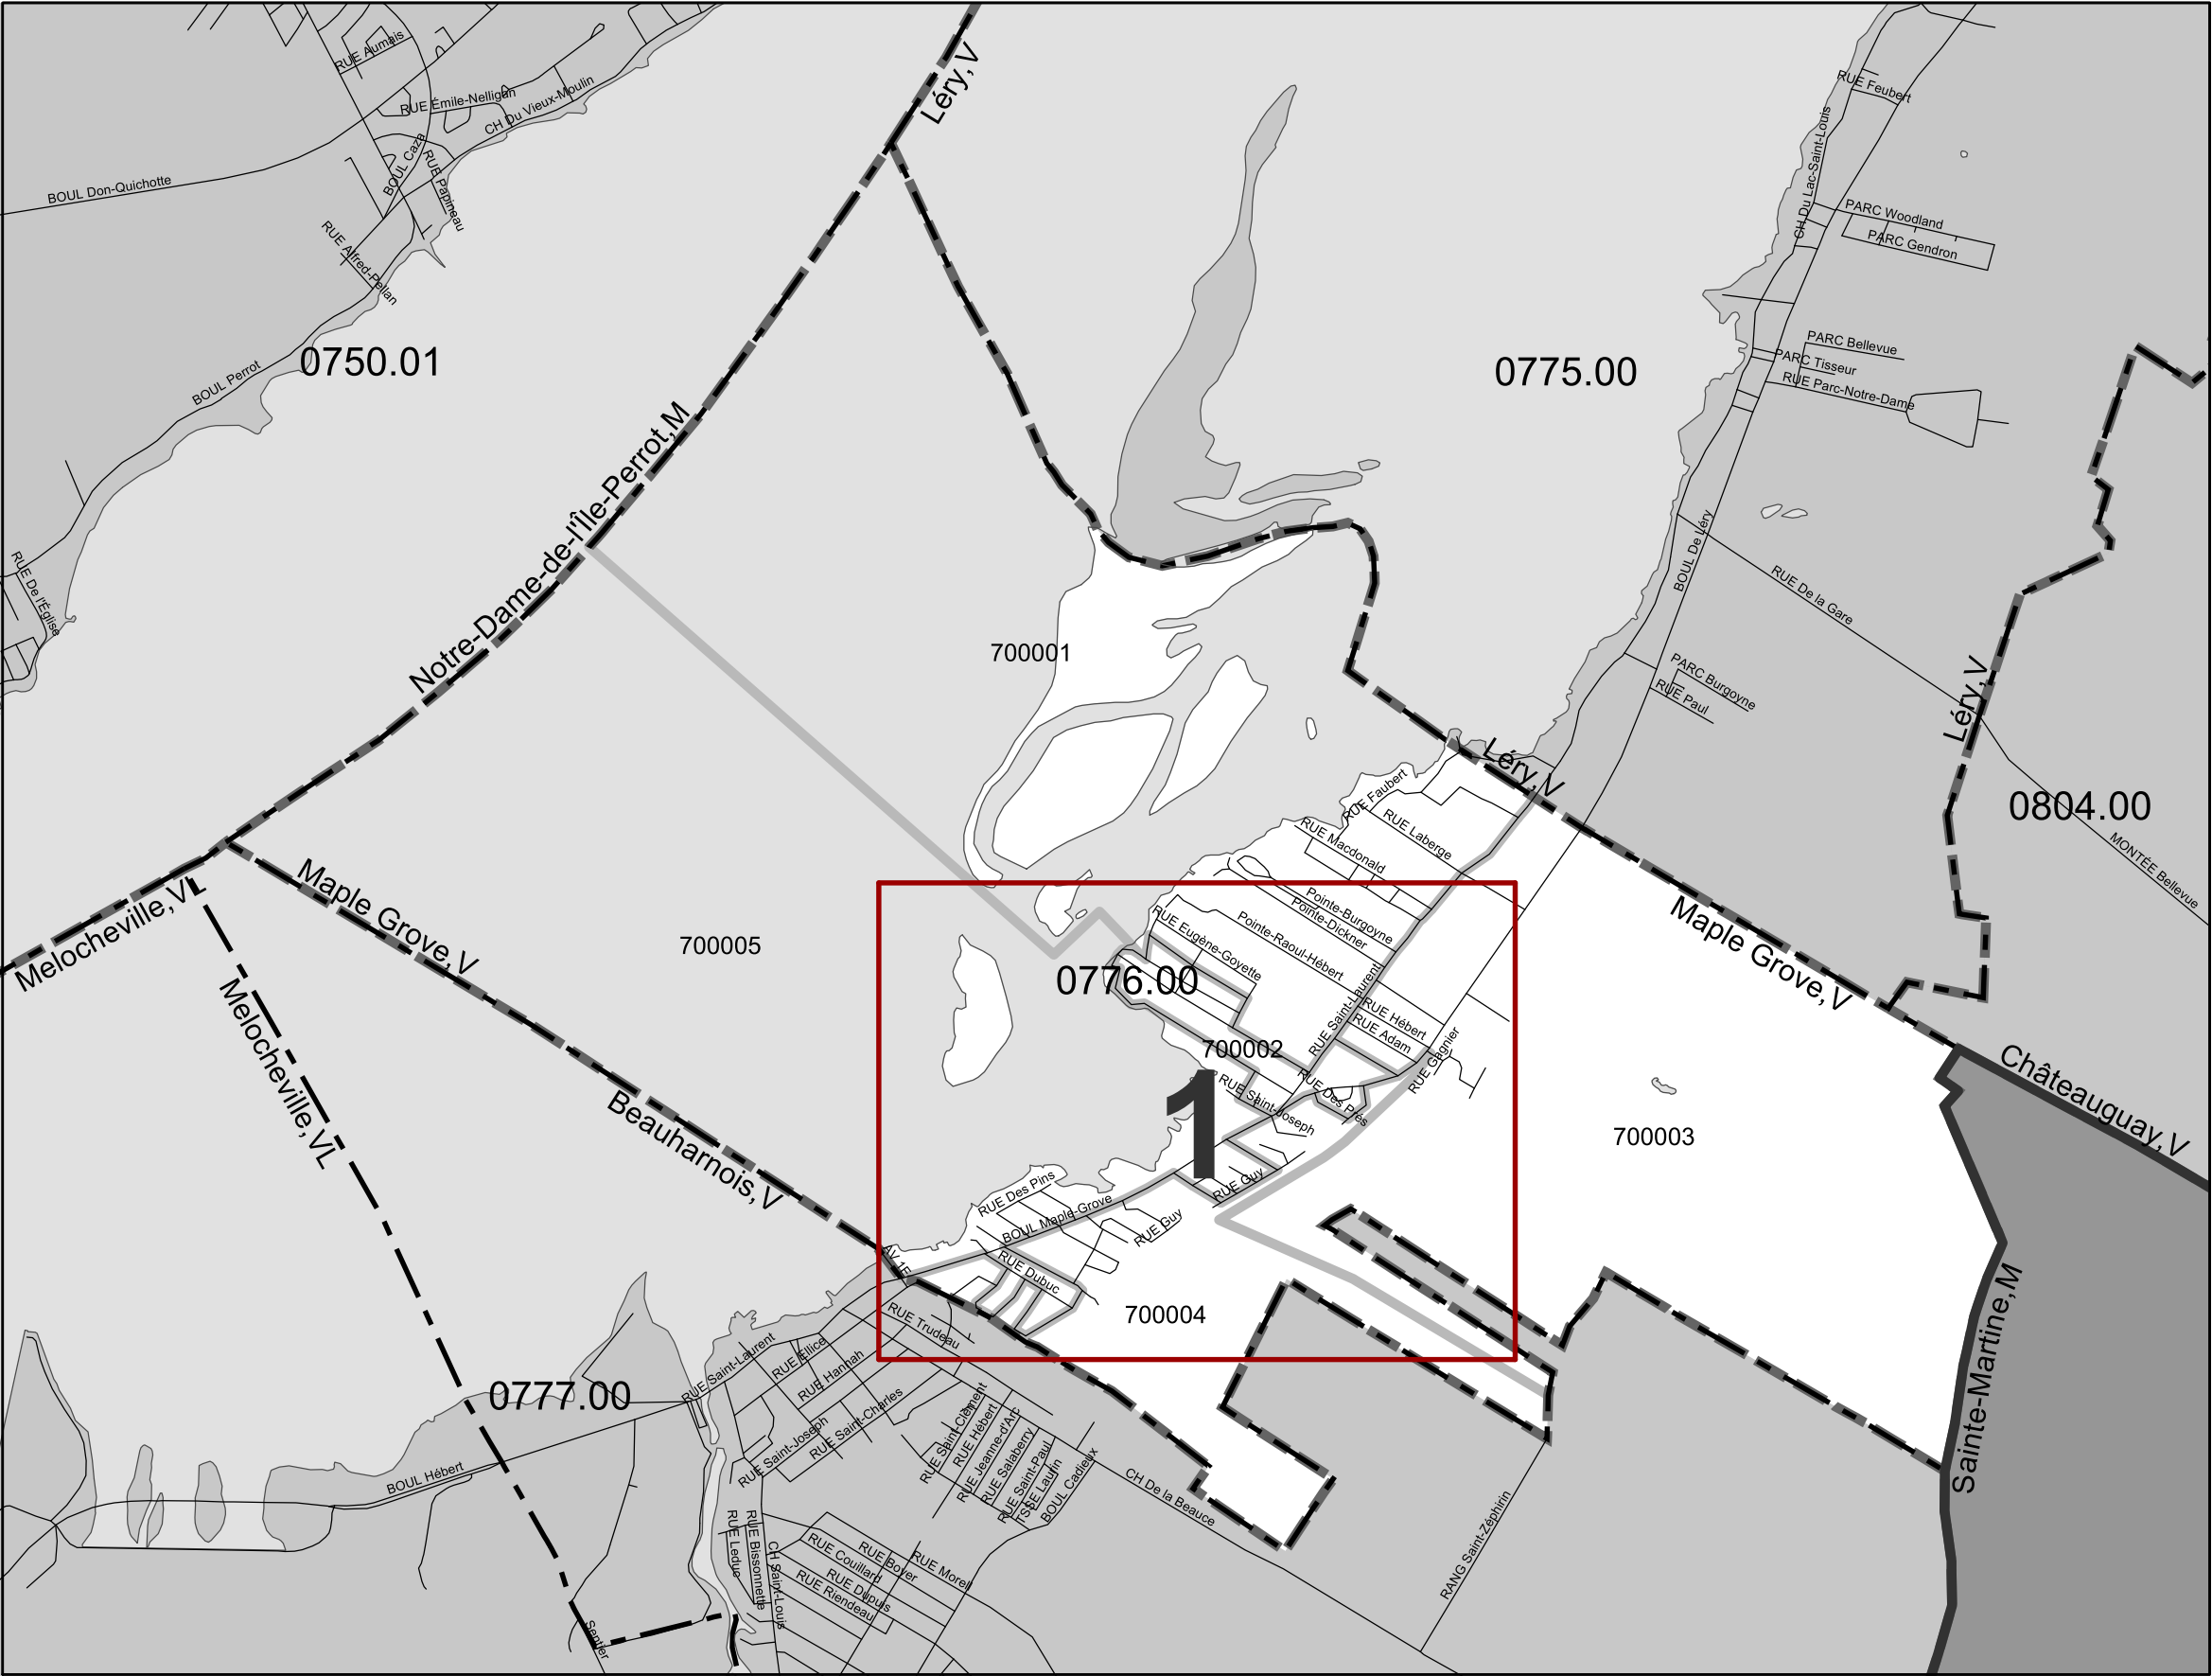 RUE Aumais
RUE Émile-Nelligan
CH Du Vieux-Moulin
BOUL Caza
RUE Papineau
BOUL Don-Quichotte
RUE Alfred-Pellan
BOUL Perrot
0750.01
RUE De l'Église
Léry,V
Notre-Dame-de-l'Île-Perrot,M
0775.00
RUE Feubert
CH Du Lac-Saint-Louis
PARC Woodland
PARC Gendron
PARC Bellevue
PARC Tisseur
RUE Parc-Notre-Dame
BOUL De Léry
RUE De la Gare
PARC Burgoyne
RUE Paul
Léry,V
0804.00
MONTÉE Bellevue
700001
Léry,V
RUE Faubert
RUE Laberge
RUE Macdonald
Pointe-Burgoyne
Pointe-Dickner
Pointe-Raoul-Hébert
RUE Eugène-Goyette
Maple Grove,V
Melocheville,VL
Maple Grove,V
700005
0776.00
RUE Saint-Laurent
RUE Hébert
RUE Adam
RUE Gagnier
700002
Melocheville,VL
Beauharnois,V
1
RUE Saint-Joseph
RUE Des Prés
700003
Châteauguay,V
RUE Guy
RUE Des Pins
BOUL Maple-Grove
RUE Guy
AV 1E
RUE Dubuc
700004
Sainte-Martine,M
RUE Trudeau
RUE Saint-Laurent
RUE Ellice
RUE Hannah
0777.00
RUE Saint-Charles
RUE Saint-Joseph
RUE Saint-Clément
RUE Hébert
RUE Jeanne-d'Arc
RUE Salaberry
RUE Saint-Paul
TSSE Laurin
BOUL Cadieux
CH De la Beauce
BOUL Hébert
RUE Leduc
RUE Bissonnette
CH Saint-Louis
RUE Couillard
RUE Boyer
RUE Morell
RUE Dupuis
RUE Riendeau
RANG Saint-Zéphirin
Sentier